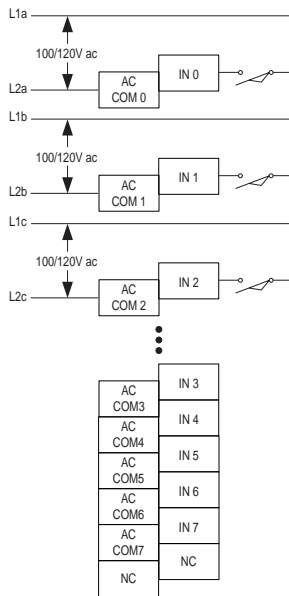 L1a
100/120V ac
L2a
AC
COM 0
IN 0
L1b
100/120V ac
L2b
AC
COM 1
IN 1
L1c
100/120V ac
L2c
AC
COM 2
IN 2
AC
COM3
IN 3
AC
COM4
IN 4
AC
COM5
IN 5
AC
COM6
IN 6
AC
COM7
IN 7
NC
NC